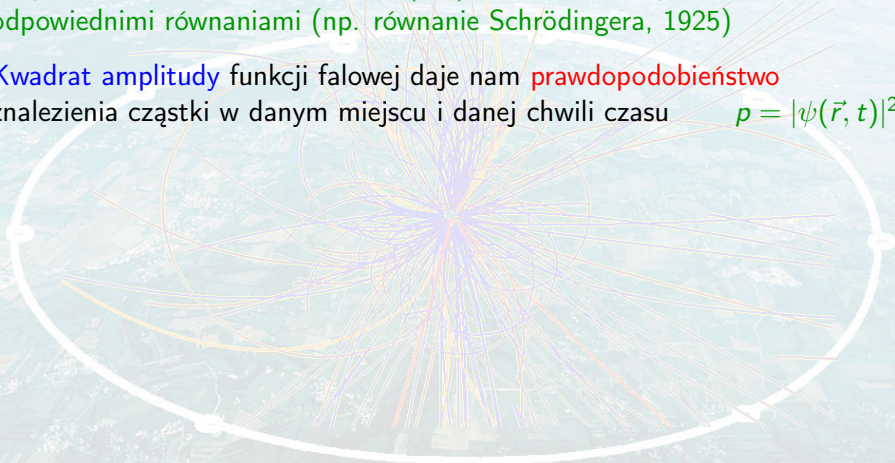 odpowiednimi równaniami (np. równanie Schrödingera, 1925)
Kwadrat amplitudy funkcji falowej daje nam prawdopodobieństwo
znalezienia cząstki w danym miejscu i danej chwili czasu p = |ψ(r⃗, t)|²